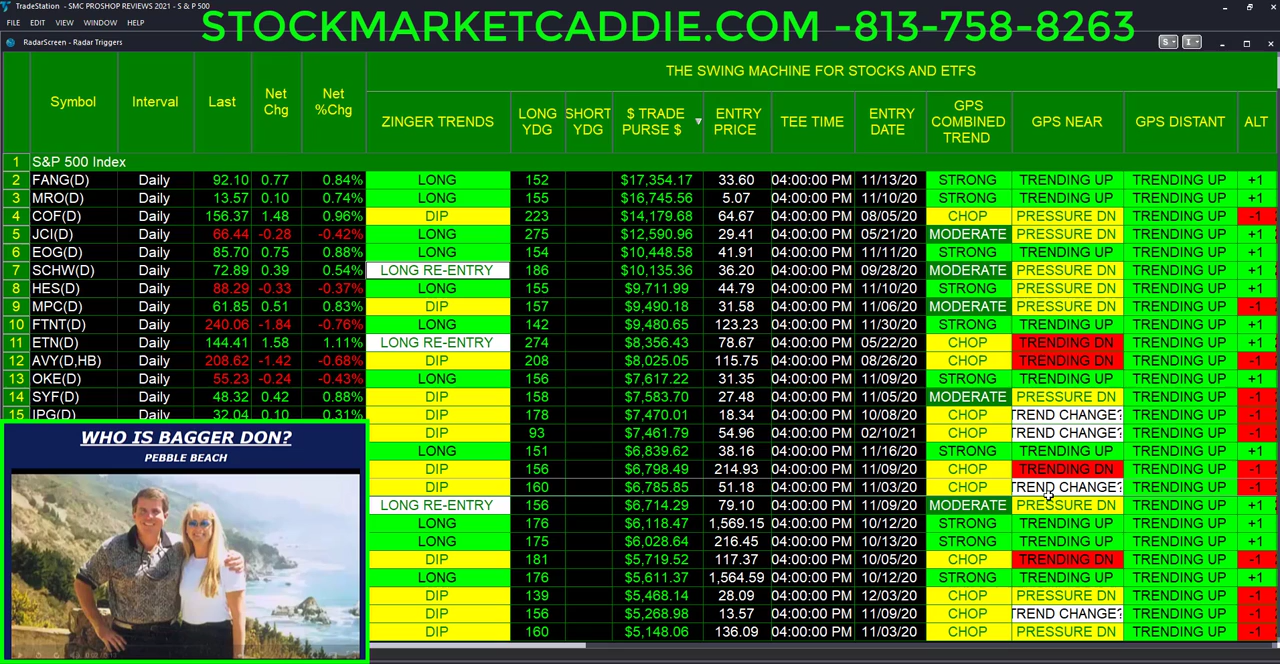 TradeStation - SMC PROSHOP REVIEWS 2021 - S & P 500
FILE EDIT VIEW WINDOW HELP
STOCKMARKETCADDIE.COM -813-758-8263
RadarScreen - Radar Triggers
THE SWING MACHINE FOR STOCKS AND ETFS
Symbol Interval Last Net Chg Net %Chg ZINGER TRENDS LONG YDG SHORT YDG $ TRADE PURSE $ ENTRY PRICE TEE TIME ENTRY DATE GPS COMBINED TREND GPS NEAR GPS DISTANT ALT
1 S&P 500 Index
2 FANG(D) Daily 92.10 0.77 0.84% LONG 152 $17,354.17 33.60 04:00:00 PM 11/13/20 STRONG TRENDING UP TRENDING UP +1
3 MRO(D) Daily 13.57 0.10 0.74% LONG 155 $16,745.56 5.07 04:00:00 PM 11/10/20 STRONG TRENDING UP TRENDING UP +1
4 COF(D) Daily 156.37 1.48 0.96% DIP 223 $14,179.68 64.67 04:00:00 PM 08/05/20 CHOP PRESSURE DN TRENDING UP -1
5 JCI(D) Daily 66.44 -0.28 -0.42% LONG 275 $12,590.96 29.41 04:00:00 PM 05/21/20 MODERATE PRESSURE DN TRENDING UP +1
6 EOG(D) Daily 85.70 0.75 0.88% LONG 154 $10,448.58 41.91 04:00:00 PM 11/11/20 STRONG TRENDING UP TRENDING UP +1
7 SCHW(D) Daily 72.89 0.39 0.54% LONG RE-ENTRY 186 $10,135.36 36.20 04:00:00 PM 09/28/20 MODERATE PRESSURE DN TRENDING UP +1
8 HES(D) Daily 88.29 -0.33 -0.37% LONG 155 $9,711.99 44.79 04:00:00 PM 11/10/20 STRONG TRENDING UP TRENDING UP +1
9 MPC(D) Daily 61.85 0.51 0.83% DIP 157 $9,490.18 31.58 04:00:00 PM 11/06/20 MODERATE PRESSURE DN TRENDING UP -1
10 FTNT(D) Daily 240.06 -1.84 -0.76% LONG 142 $9,480.65 123.23 04:00:00 PM 11/30/20 STRONG TRENDING UP TRENDING UP +1
11 ETN(D) Daily 144.41 1.58 1.11% LONG RE-ENTRY 274 $8,356.43 78.67 04:00:00 PM 05/22/20 CHOP TRENDING DN TRENDING UP +1
12 AVY(D,HB) Daily 208.62 -1.42 -0.68% DIP 208 $8,025.05 115.75 04:00:00 PM 08/26/20 CHOP TRENDING DN TRENDING UP -1
13 OKE(D) Daily 55.23 -0.24 -0.43% LONG 156 $7,617.22 31.35 04:00:00 PM 11/09/20 STRONG TRENDING UP TRENDING UP +1
14 SYF(D) Daily 48.32 0.42 0.88% DIP 158 $7,583.70 27.48 04:00:00 PM 11/05/20 MODERATE PRESSURE DN TRENDING UP -1
15 IPG(D) Daily 32.04 0.10 0.31% DIP 178 $7,470.01 18.34 04:00:00 PM 10/08/20 CHOP TREND CHANGE? TRENDING UP -1
DIP 93 $7,461.79 54.96 04:00:00 PM 02/10/21 CHOP TREND CHANGE? TRENDING UP -1
LONG 151 $6,839.62 38.16 04:00:00 PM 11/16/20 STRONG TRENDING UP TRENDING UP +1
DIP 156 $6,798.49 214.93 04:00:00 PM 11/09/20 CHOP TRENDING DN TRENDING UP -1
DIP 160 $6,785.85 51.18 04:00:00 PM 11/03/20 CHOP TREND CHANGE? TRENDING UP -1
LONG RE-ENTRY 156 $6,714.29 79.10 04:00:00 PM 11/09/20 MODERATE PRESSURE DN TRENDING UP +1
LONG 176 $6,118.47 1,569.15 04:00:00 PM 10/12/20 STRONG TRENDING UP TRENDING UP +1
LONG 175 $6,028.64 216.45 04:00:00 PM 10/13/20 STRONG TRENDING UP TRENDING UP +1
DIP 181 $5,719.52 117.37 04:00:00 PM 10/05/20 CHOP TRENDING DN TRENDING UP -1
LONG 176 $5,611.37 1,564.59 04:00:00 PM 10/12/20 STRONG TRENDING UP TRENDING UP +1
DIP 139 $5,468.14 28.09 04:00:00 PM 12/03/20 CHOP PRESSURE DN TRENDING UP -1
DIP 156 $5,268.98 13.57 04:00:00 PM 11/09/20 CHOP TREND CHANGE? TRENDING UP -1
DIP 160 $5,148.06 136.09 04:00:00 PM 11/03/20 CHOP PRESSURE DN TRENDING UP -1
WHO IS BAGGER DON?
PEBBLE BEACH